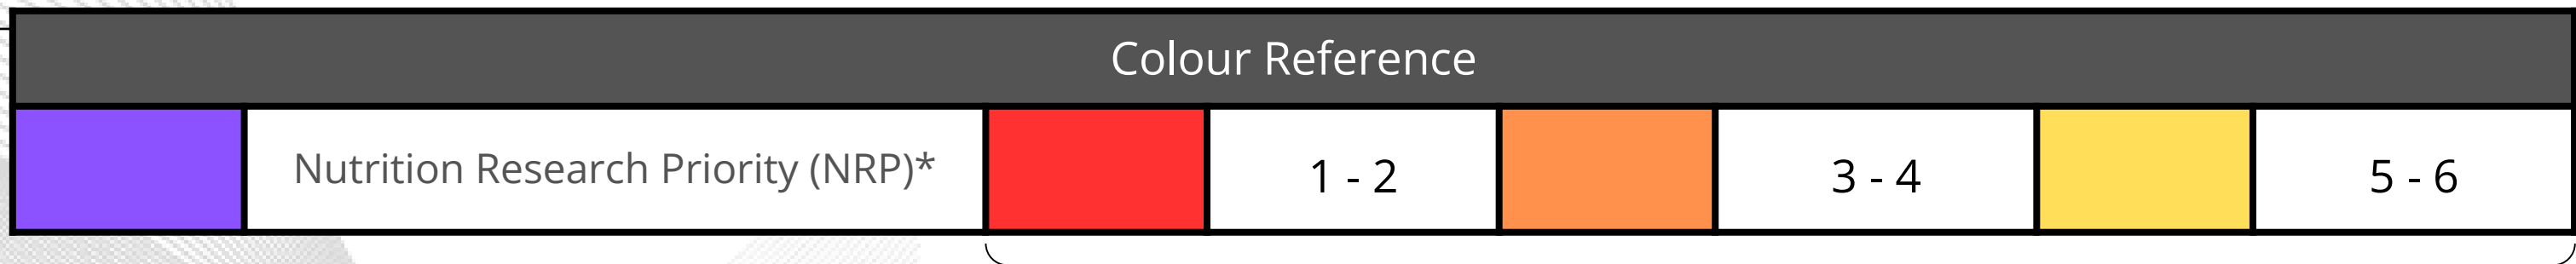 Colour Reference
Nutrition Research Priority (NRP)* 1 - 2 3 - 4 5 - 6